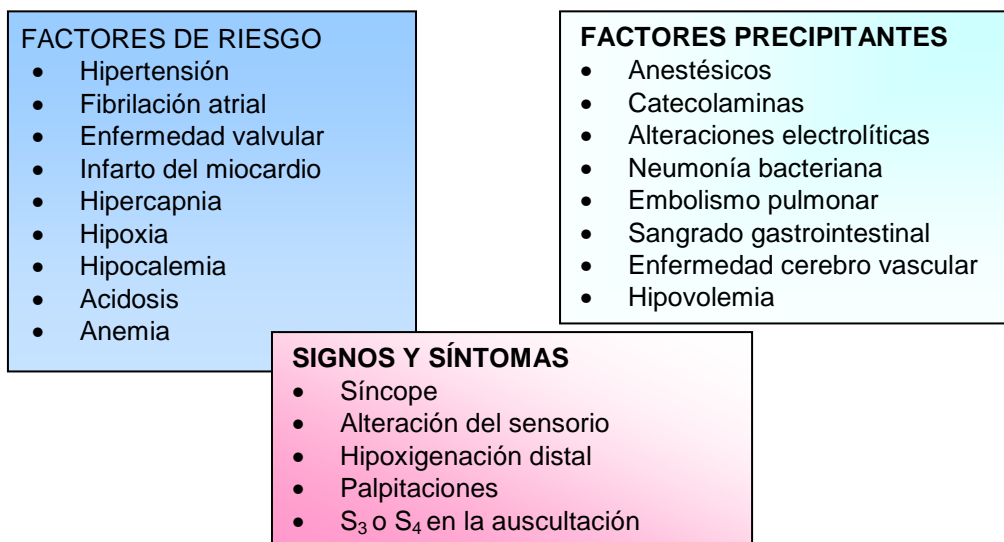 FACTORES DE RIESGO
• Hipertensión
• Fibrilación atrial
• Enfermedad valvular
• Infarto del miocardio
• Hipercapnia
• Hipoxia
• Hipocalemia
• Acidosis
• Anemia
FACTORES PRECIPITANTES
• Anestésicos
• Catecolaminas
• Alteraciones electrolíticas
• Neumonía bacteriana
• Embolismo pulmonar
• Sangrado gastrointestinal
• Enfermedad cerebro vascular
• Hipovolemia
SIGNOS Y SÍNTOMAS
• Síncope
• Alteración del sensorio
• Hipoxigenación distal
• Palpitaciones
• S₃ o S₄ en la auscultación